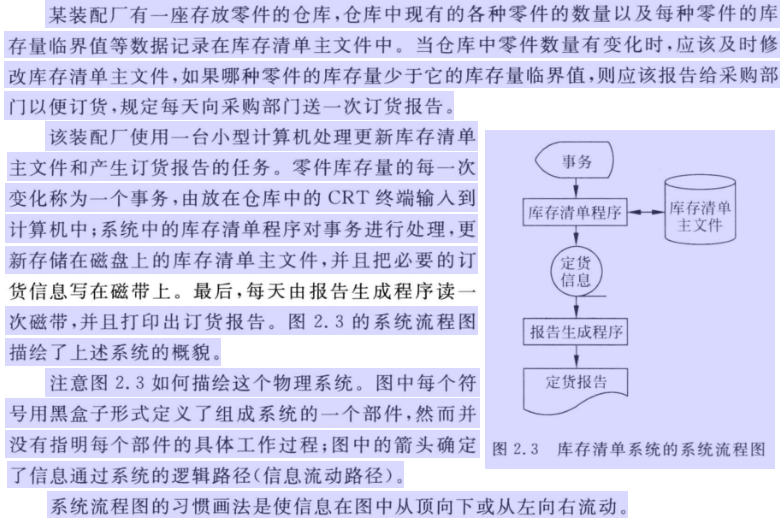 某装配厂有一座存放零件的仓库,仓库中现有的各种零件的数量以及每种零件的库
存量临界值等数据记录在库存清单主文件中。当仓库中零件数量有变化时,应该及时修
改库存清单主文件,如果哪种零件的库存量少于它的库存量临界值,则应该报告给采购部
门以便订货,规定每天向采购部门送一次订货报告。
该装配厂使用一台小型计算机处理更新库存清单
主文件和产生订货报告的任务。零件库存量的每一次
变化称为一个事务,由放在仓库中的 CRT 终端输入到
计算机中;系统中的库存清单程序对事务进行处理,更
新存储在磁盘上的库存清单主文件,并且把必要的订
货信息写在磁带上。最后,每天由报告生成程序读一
次磁带,并且打印出订货报告。图 2.3 的系统流程图
描绘了上述系统的概貌。
注意图 2.3 如何描绘这个物理系统。图中每个符
号用黑盒子形式定义了组成系统的一个部件,然而并
没有指明每个部件的具体工作过程;图中的箭头确定
了信息通过系统的逻辑路径(信息流动路径)。
系统流程图的习惯画法是使信息在图中从顶向下或从左向右流动。
事务
库存清单程序
库存清单
主文件
定货
信息
报告生成程序
定货报告
图 2.3 库存清单系统的系统流程图